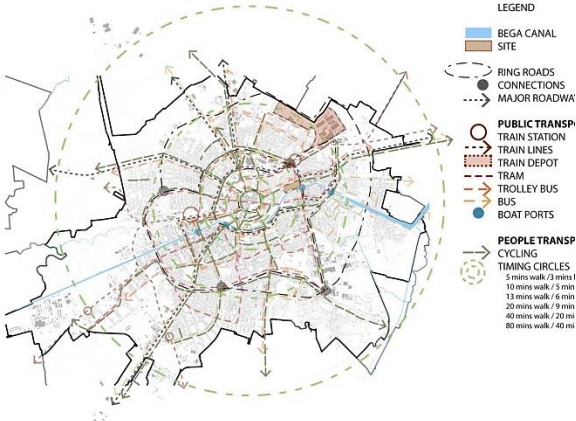 LEGEND
BEGA CANAL
SITE
RING ROADS
CONNECTIONS
MAJOR ROADWAY
PUBLIC TRANSPO
TRAIN STATION
TRAIN LINES
TRAIN DEPOT
TRAM
TROLLEY BUS
BUS
BOAT PORTS
PEOPLE TRANSP
CYCLING
TIMING CIRCLES
5 mins walk /3 mins
10 mins walk / 5 min
13 mins walk / 6 min
20 mins walk / 9 min
40 mins walk / 20 mi
80 mins walk / 40 mi